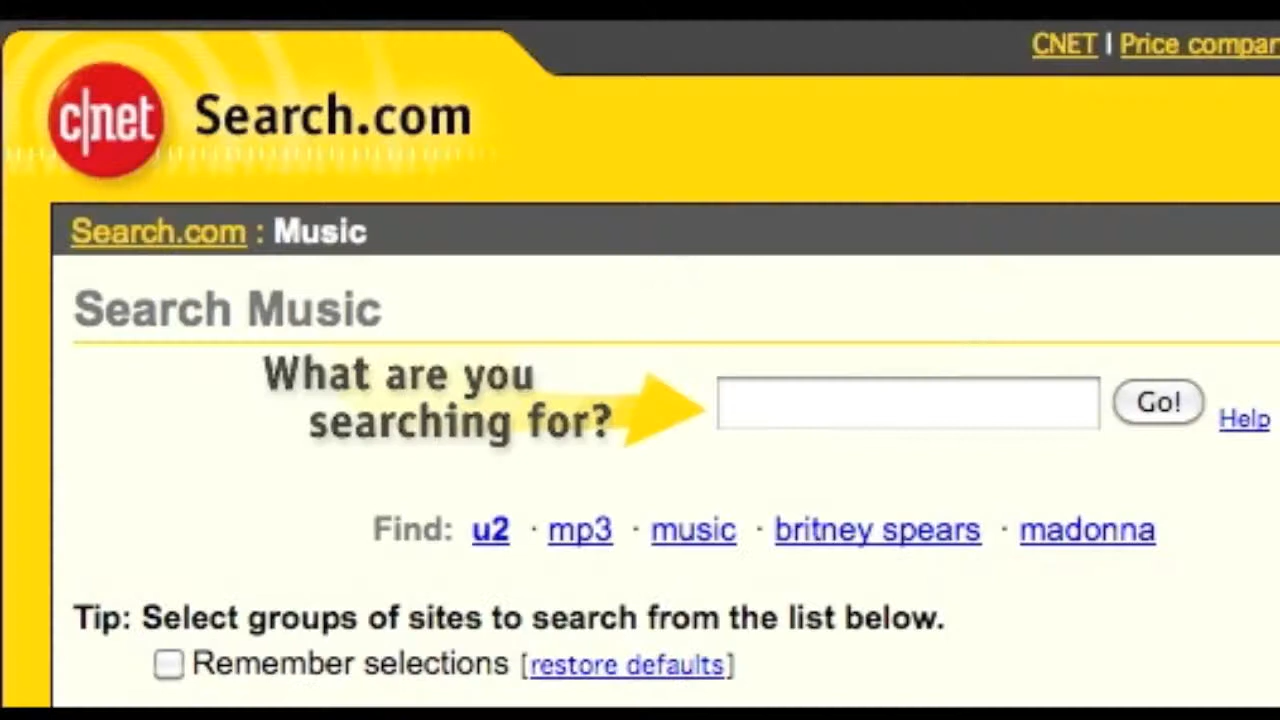 CNET | Price compar
c|net Search.com
Search.com : Music
Search Music
What are you
searching for?
Go!
Help
Find: u2 · mp3 · music · britney spears · madonna
Tip: Select groups of sites to search from the list below.
Remember selections [restore defaults]